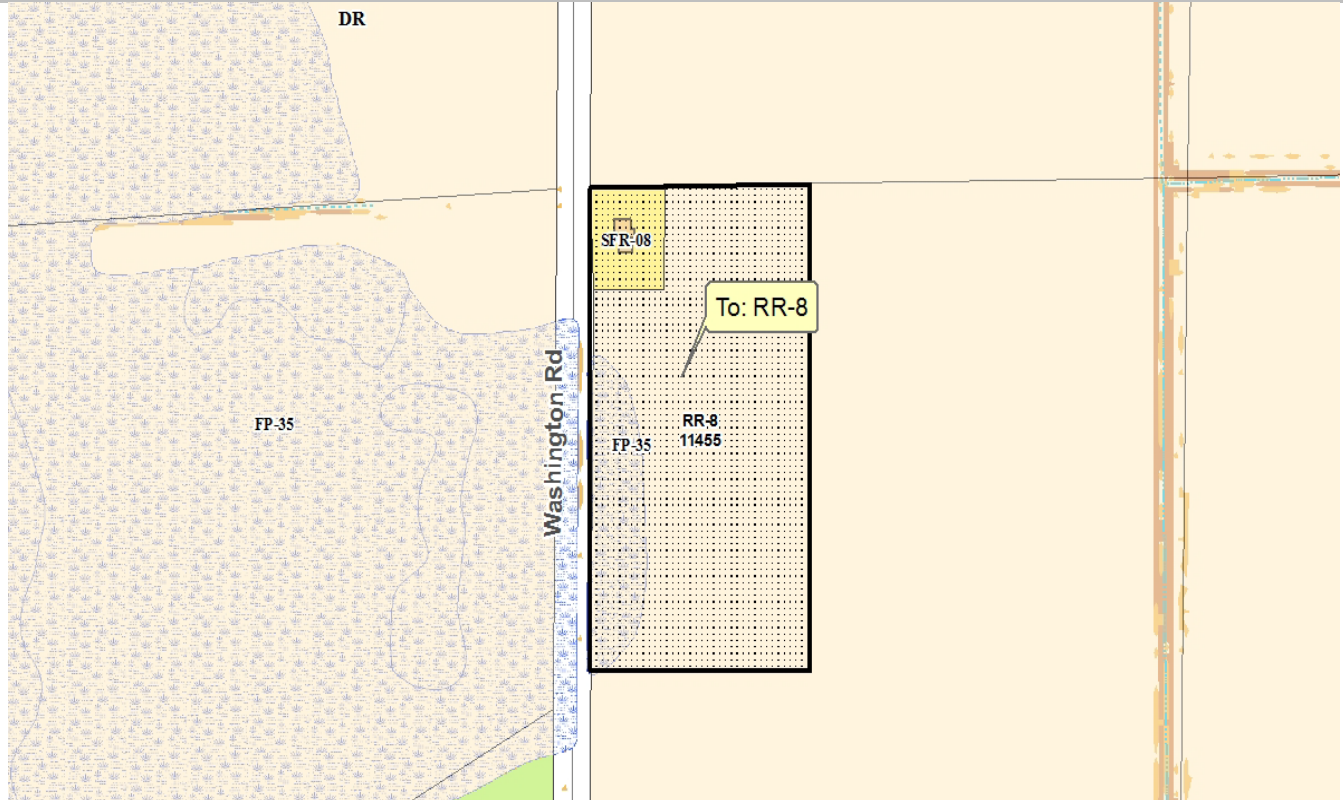 DR
SFR-08
To: RR-8
Washington Rd
FP-35
RR-8
11455
FP-35